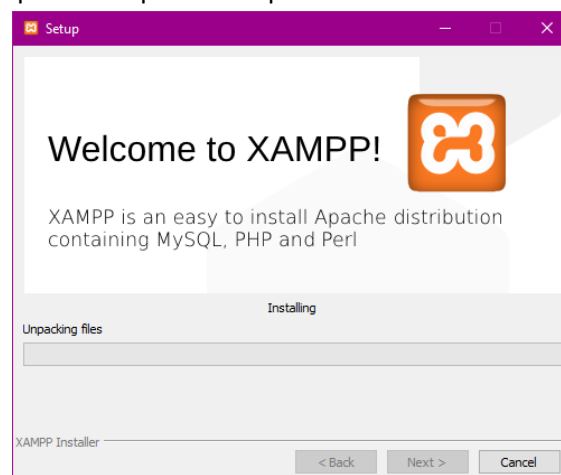 Setup
Welcome to XAMPP!
XAMPP is an easy to install Apache distribution
containing MySQL, PHP and Perl
Installing
Unpacking files
XAMPP Installer
< Back Next > Cancel